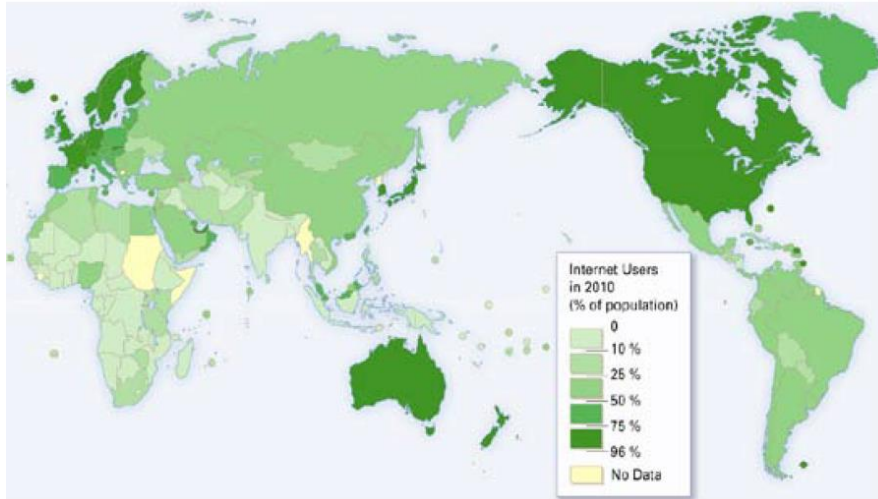 Internet Users
in 2010
(% of population)
0
10 %
25 %
50 %
75 %
96 %
No Data